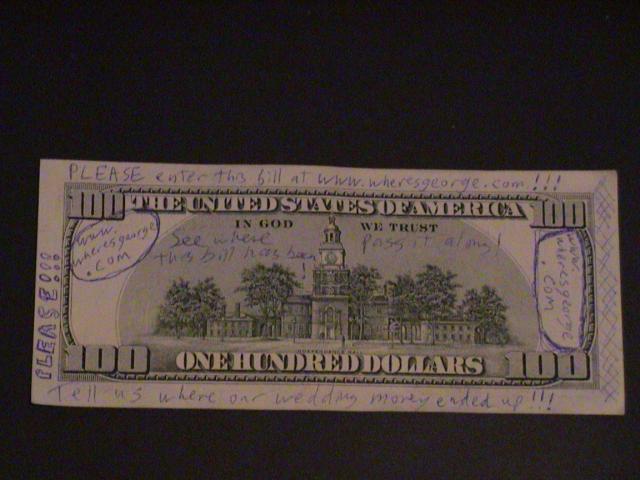 PLEASE enter this bill at www.wheresgeorge.com!!!
100 THE UNITED STATES OF AMERICA 100
IN GOD WE TRUST
www.
wheresgeorge
.com
See where
this bill has been!
Pass it along!
www.
wheresgeorge
.com
PLEASE!!!
100 ONE HUNDRED DOLLARS 100
Tell us where our wedding money ended up!!!